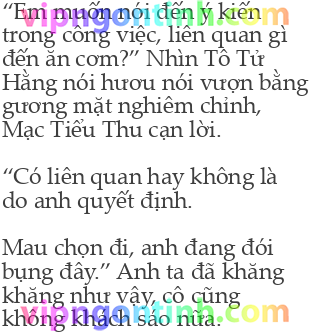 “Em muốn nói đến ý kiến
vipngontinh.com
trong công việc, liên quan gì
đến ăn cơm?” Nhìn Tô Tử
Hằng nói hươu nói vượn bằng
gương mặt nghiêm chỉnh,
Mạc Tiểu Thu cạn lời.
“Có liên quan hay không là
do anh quyết định.
Mau chọn đi, anh đang đói
bụng đây.” Anh ta đã khăng
khăng như vậy, cô cũng
vipngontinh.com
không khách sáo nữa.